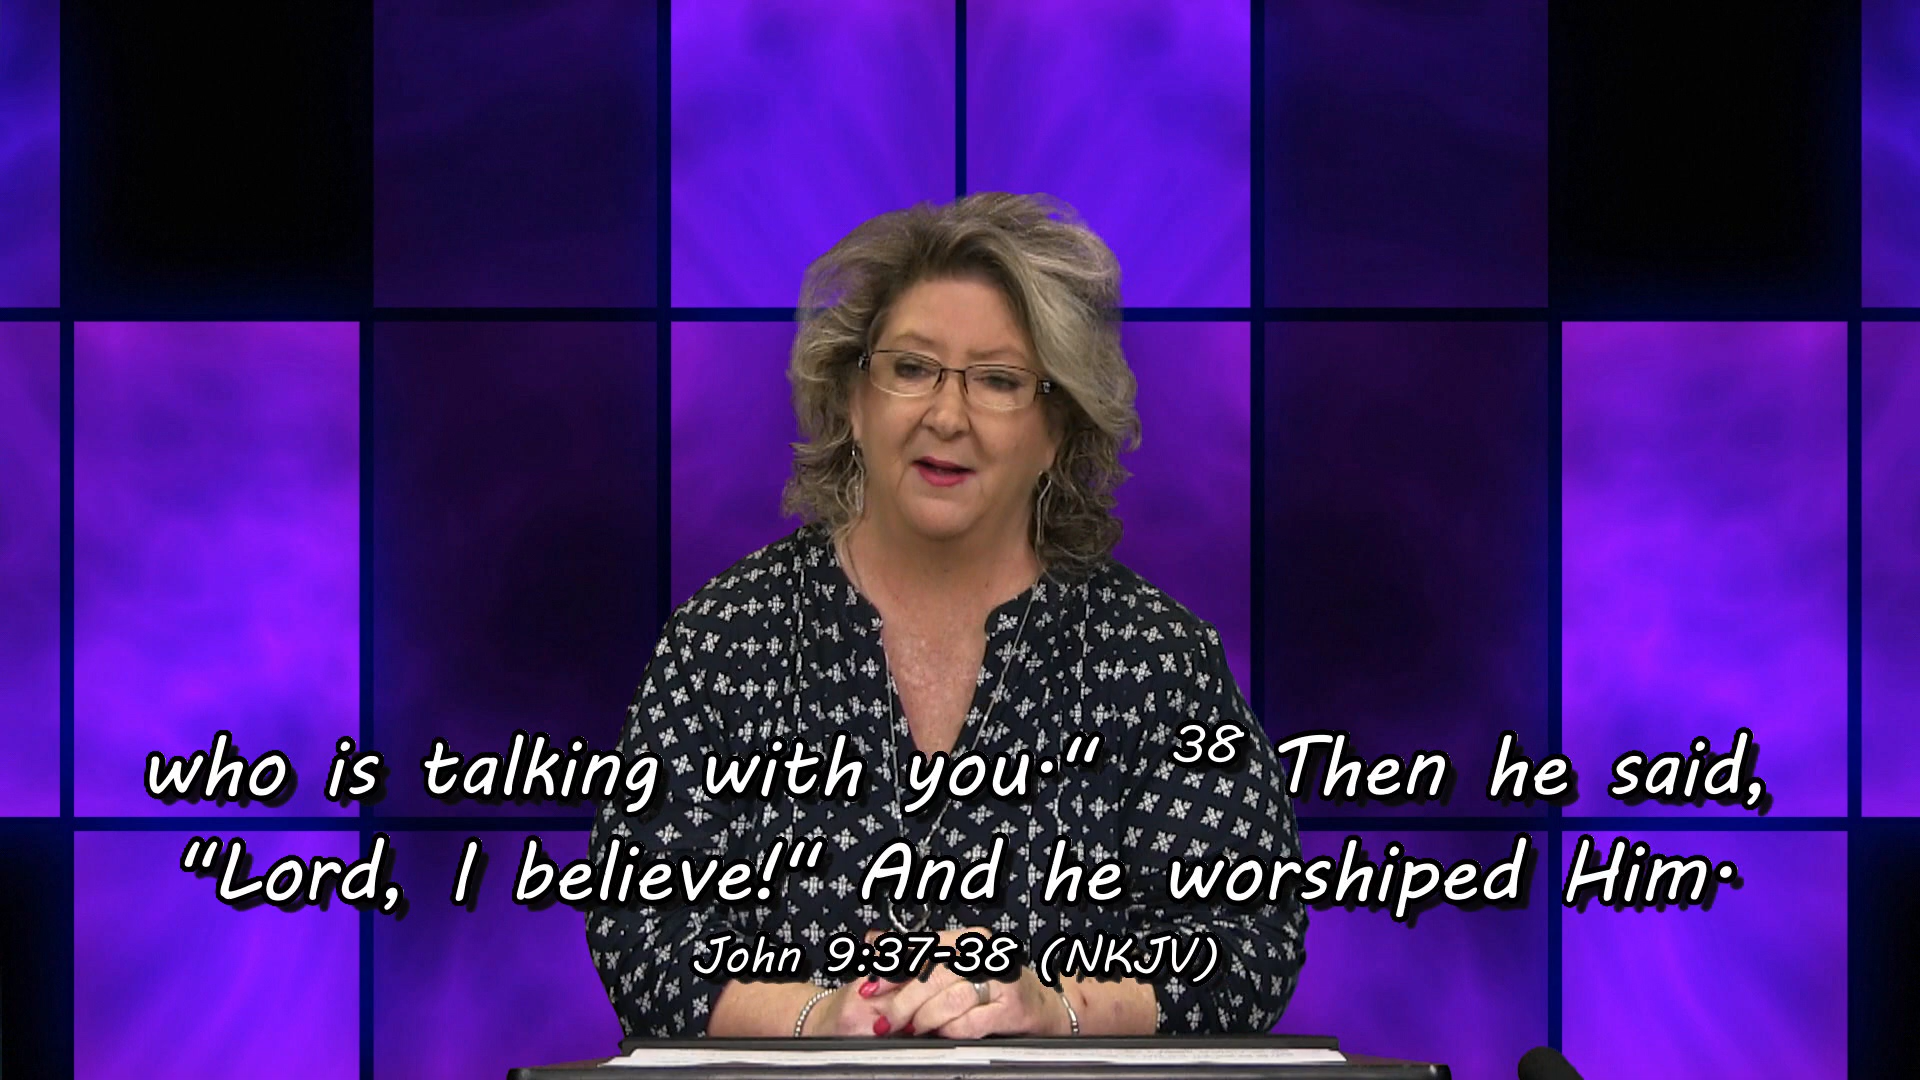 who is talking with you." 38 Then he said,
"Lord, I believe!" And he worshiped Him.
John 9:37-38 (NKJV)